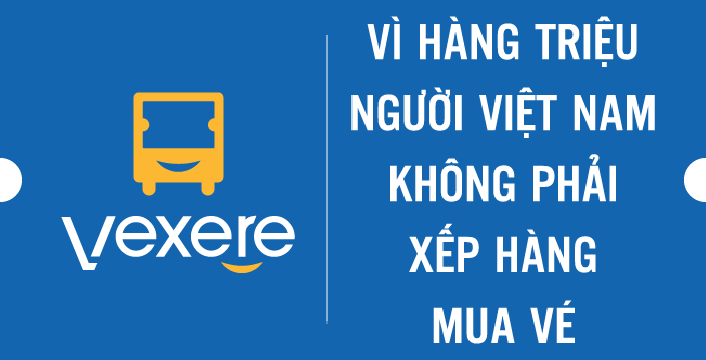 vexere
VÌ HÀNG TRIỆU
NGƯỜI VIỆT NAM
KHÔNG PHẢI
XẾP HÀNG
MUA VÉ